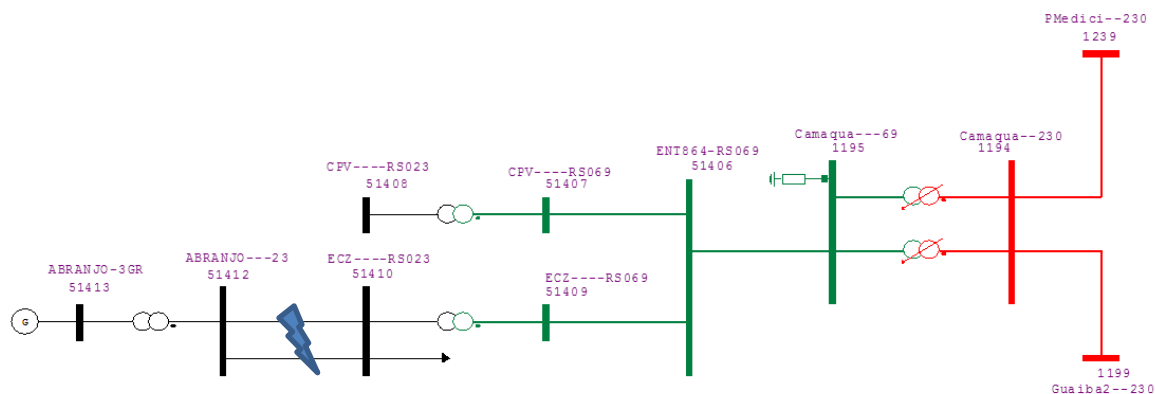 PMedici--230
1239
Camaqua---69
1195
Camaqua--230
1194
ENT864-RS069
51406
CPV----RS023
51408
CPV----RS069
51407
ABRANJO-3GR
51413
ABRANJO---23
51412
ECZ----RS023
51410
ECZ----RS069
51409
G
1199
Guaiba2--230